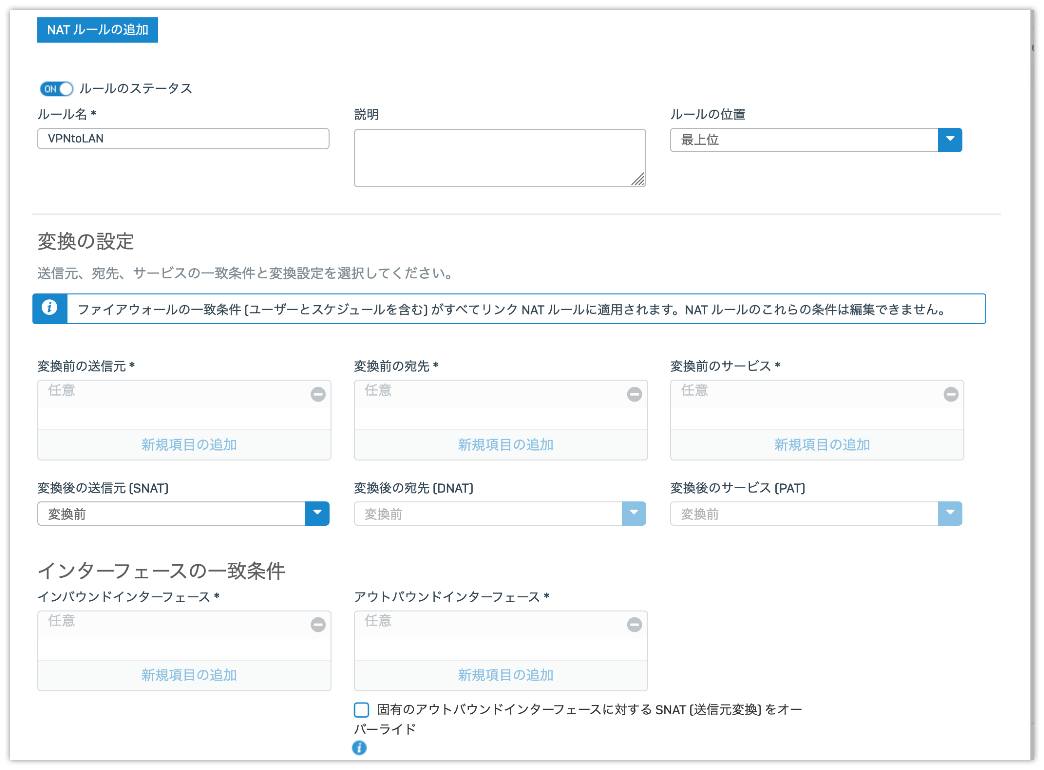 NAT ルールの追加
ON ルールのステータス
ルール名 * 説明 ルールの位置
VPNtoLAN 最上位
変換の設定
送信元、宛先、サービスの一致条件と変換設定を選択してください。
i ファイアウォールの一致条件 (ユーザーとスケジュールを含む) がすべてリンク NAT ルールに適用されます。NAT ルールのこれらの条件は編集できません。
変換前の送信元 * 変換前の宛先 * 変換前のサービス *
任意 任意 任意
新規項目の追加 新規項目の追加 新規項目の追加
変換後の送信元 (SNAT) 変換後の宛先 (DNAT) 変換後のサービス (PAT)
変換前 変換前 変換前
インターフェースの一致条件
インバウンドインターフェース * アウトバウンドインターフェース *
任意 任意
新規項目の追加 新規項目の追加
固有のアウトバウンドインターフェースに対する SNAT (送信元変換) をオー
バーライド
i